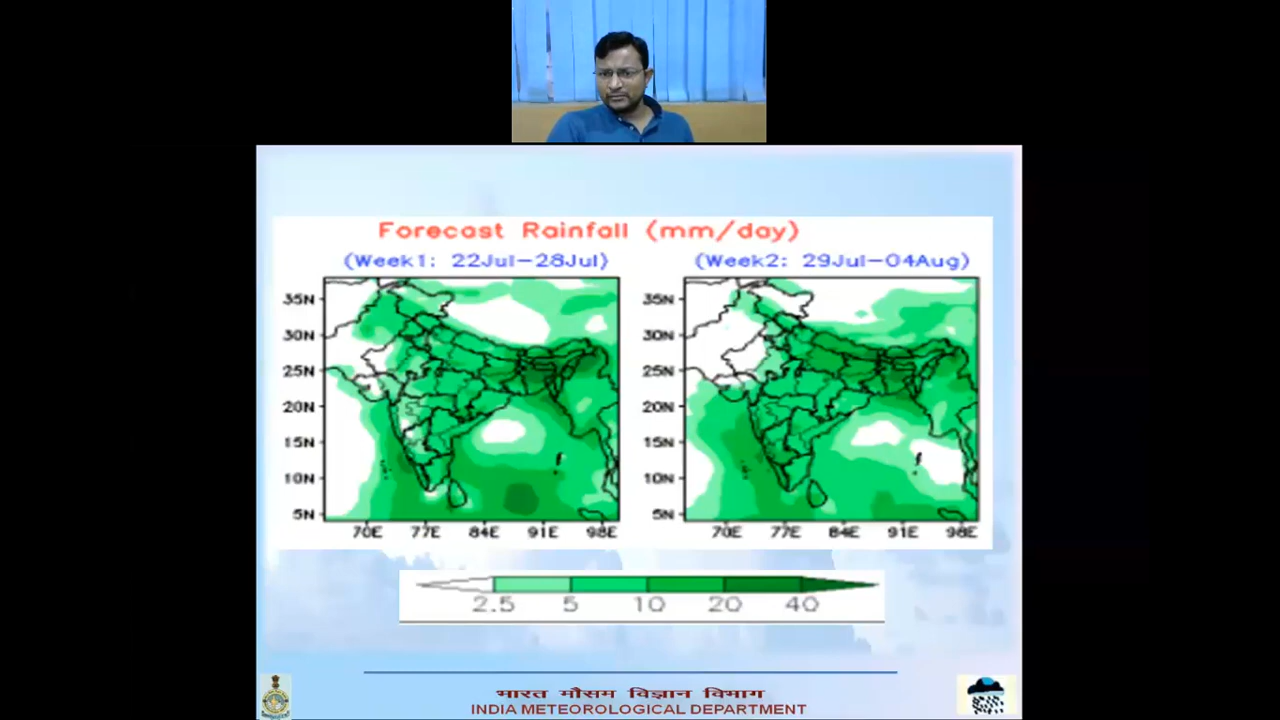 Forecast Rainfall (mm/day)
(Week1: 22Jul-28Jul)
(Week2: 29Jul-04Aug)
35N
30N
25N
20N
15N
10N
5N
70E 77E 84E 91E 98E
35N
30N
25N
20N
15N
10N
5N
70E 77E 84E 91E 98E
2.5 5 10 20 40
भारत मौसम विज्ञान विभाग
INDIA METEOROLOGICAL DEPARTMENT